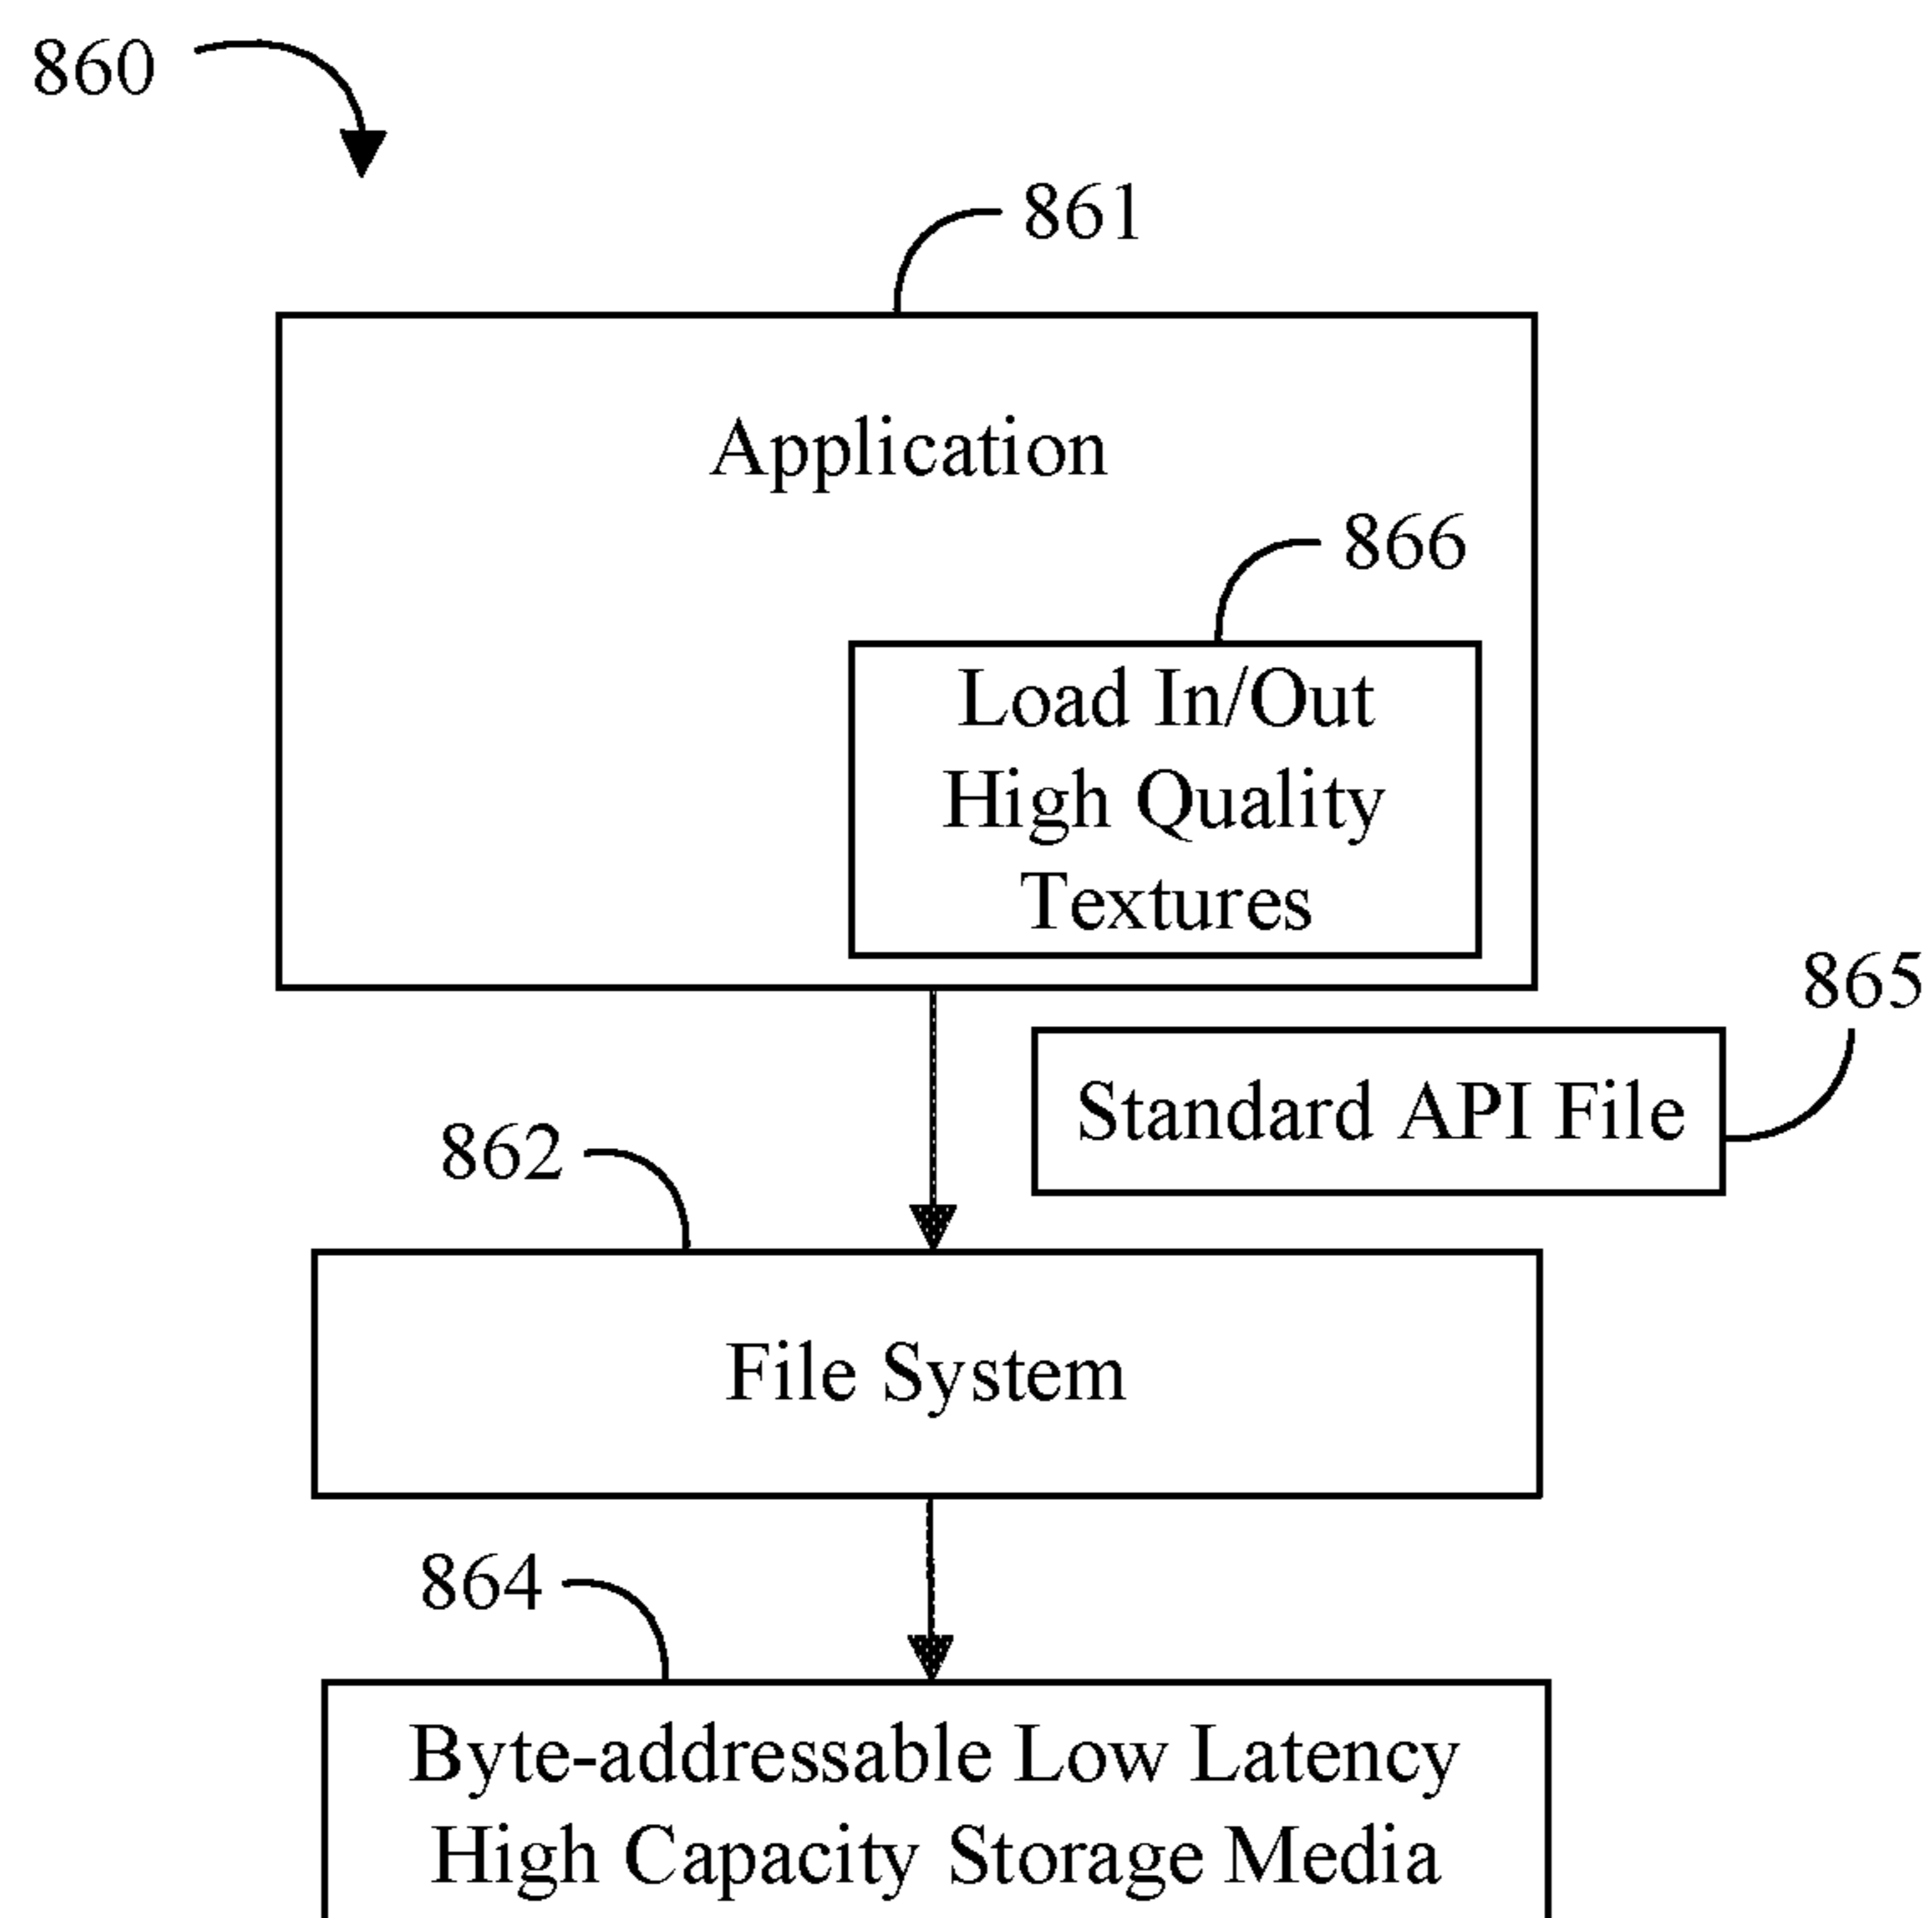 860
861
Application
866
Load In/Out
High Quality
Textures
865
Standard API File
862
File System
864
Byte-addressable Low Latency
High Capacity Storage Media